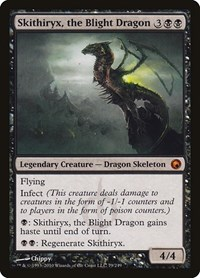 Skithiryx, the Blight Dragon 3
Legendary Creature — Dragon Skeleton
Flying
Infect (This creature deals damage to
creatures in the form of -1/-1 counters and
to players in the form of poison counters.)
: Skithiryx, the Blight Dragon gains
haste until end of turn.
: Regenerate Skithiryx.
Chippy
4/4